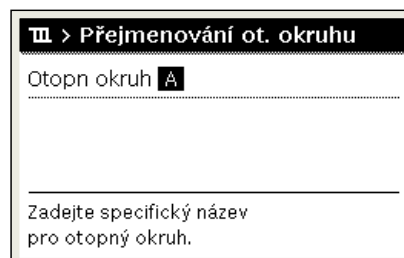 > Přejmenování ot. okruhu
Otopn okruh A
Zadejte specifický název
pro otopný okruh.